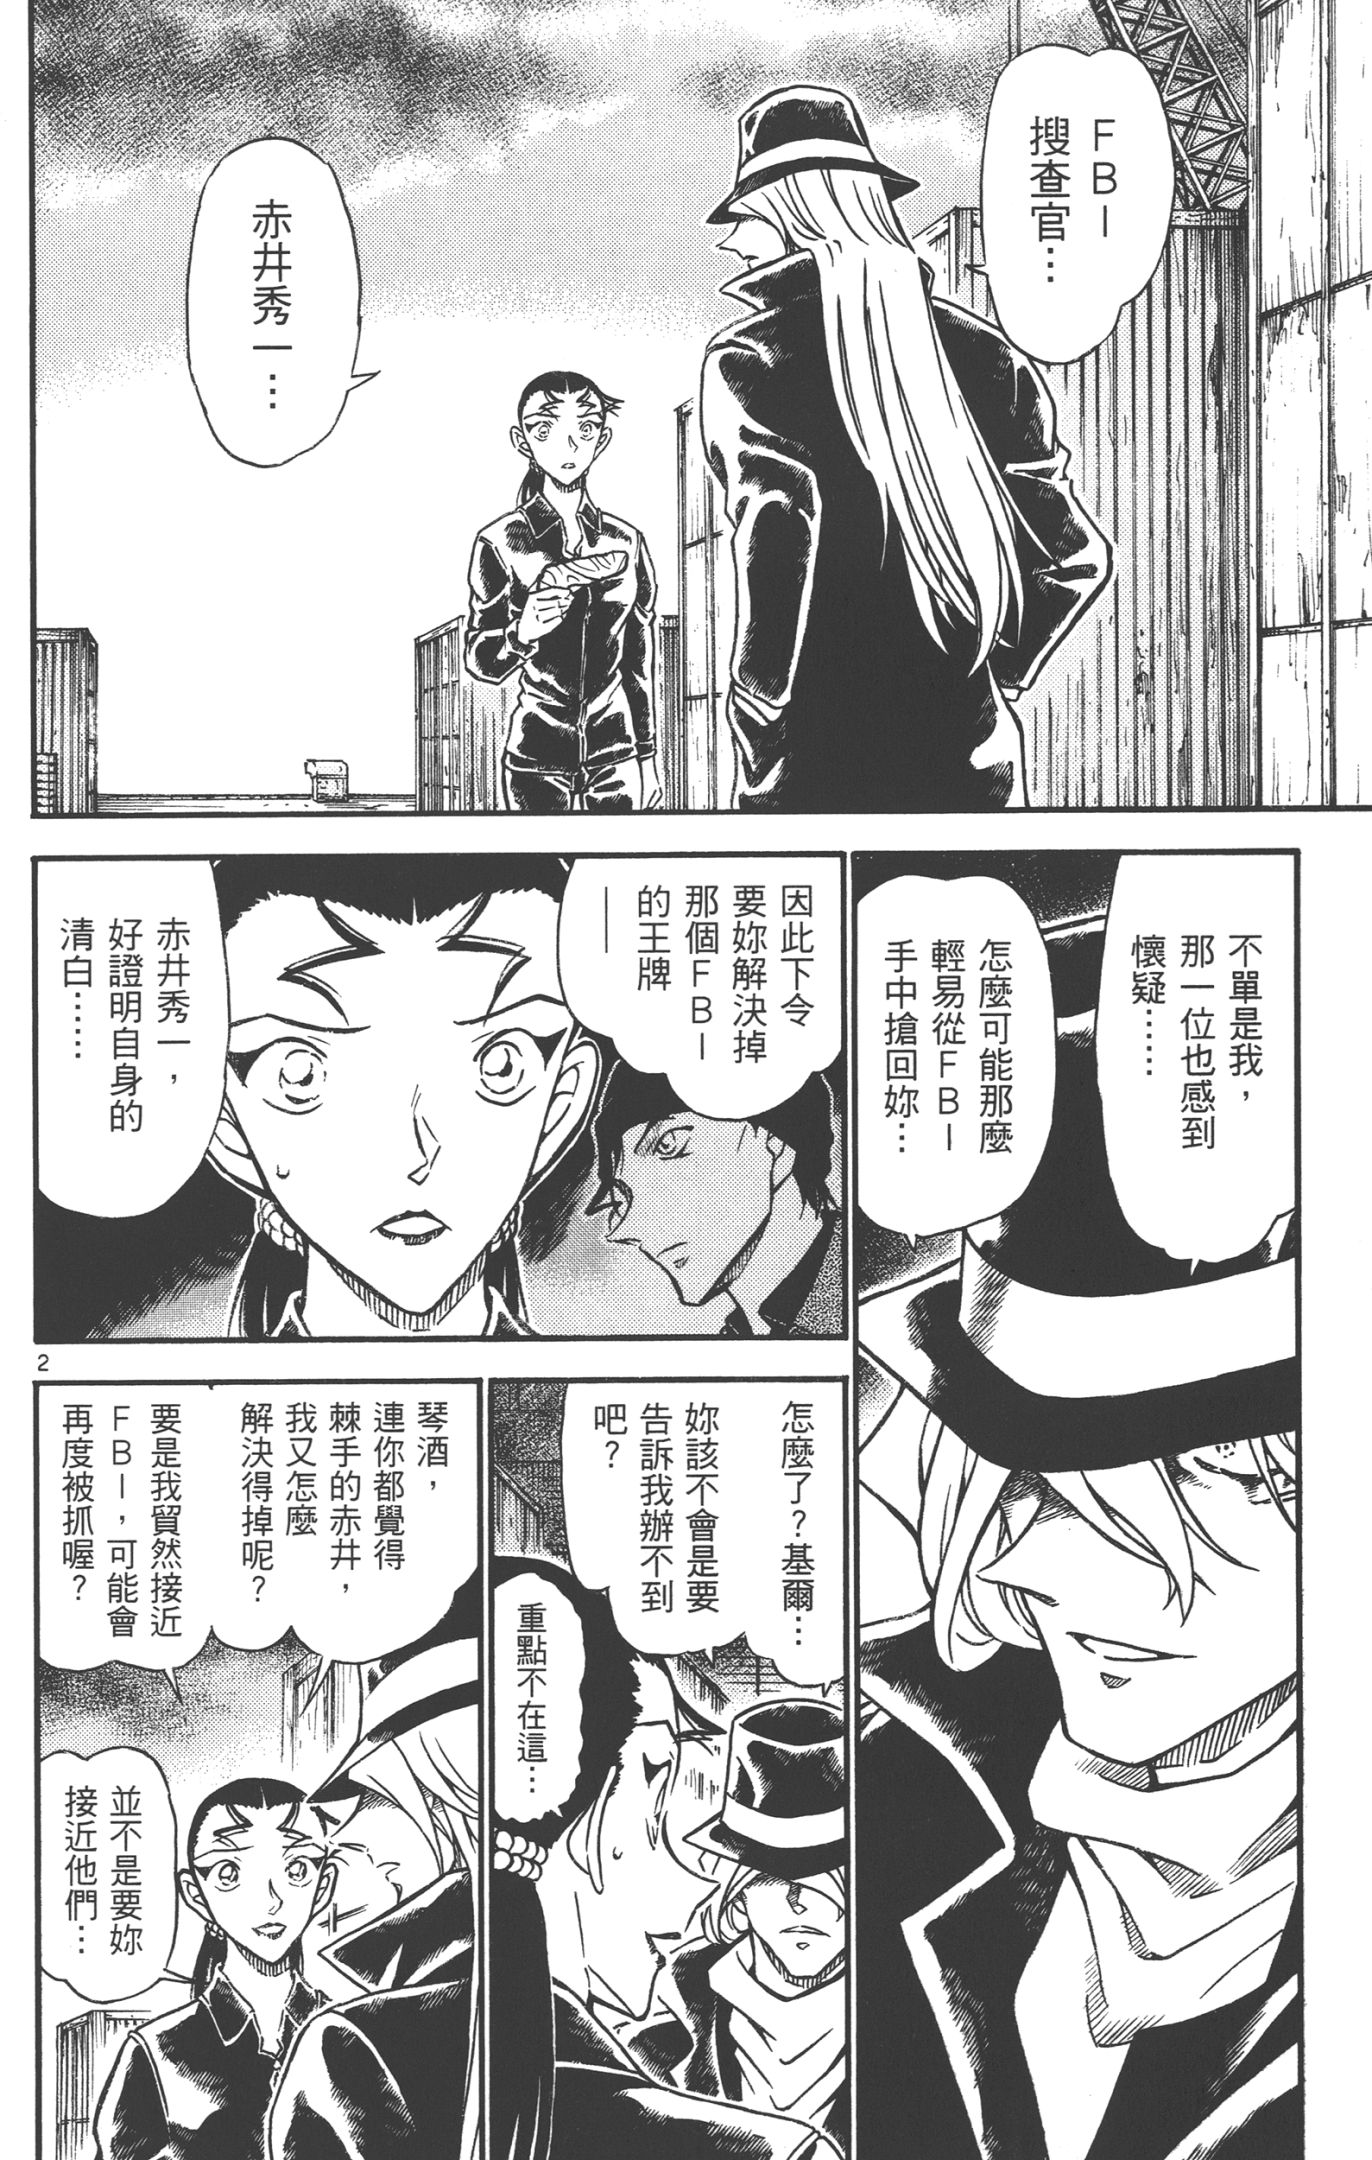 FBI
搜查官…
赤井秀一…
不單是我，
那一位也感到
懷疑……
怎麼可能那麼
輕易從FBI
手中搶回妳…
因此下令
要妳解決掉
那個FBI
的王牌
——
赤井秀一，
好證明自身的
清白……
2
怎麼了？基爾…
妳該不會是要
告訴我辦不到
吧？
重點不在這…
琴酒，
連你都覺得
棘手的赤井，
我又怎麼
解決得掉呢？
要是我貿然接近
FBI，可能會
再度被抓喔？
並不是要妳
接近他們…